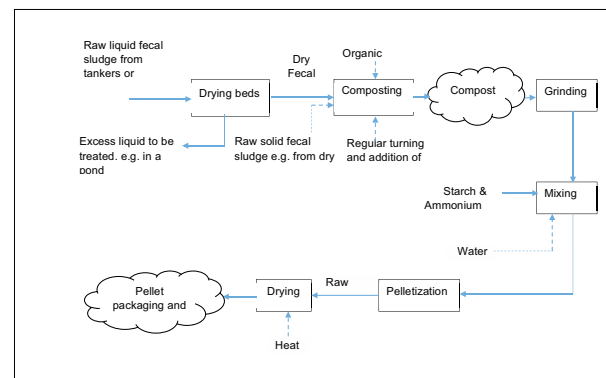 Raw liquid fecal
sludge from
tankers or
Drying beds
Excess liquid to be
treated. e.g. in a
pond
Dry
Fecal
Raw solid fecal
sludge e.g. from dry
Organic
Composting
Regular turning
and addition of
Compost
Grinding
Starch &
Ammonium
Mixing
Water
Pelletization
Raw
Drying
Heat
Pellet
packaging and